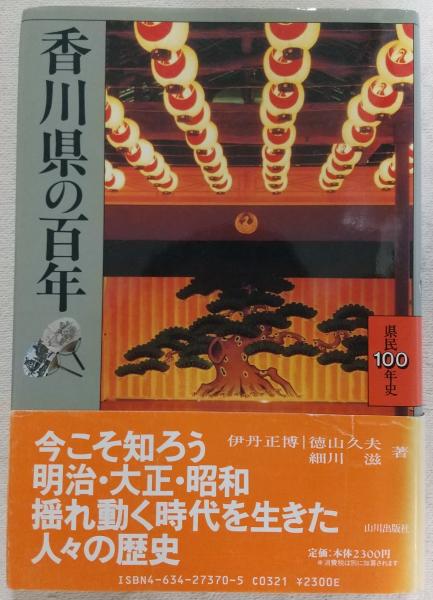 香川県の百年
県民100年史
今こそ知ろう
明治・大正・昭和
揺れ動く時代を生きた
人々の歴史
伊丹正博|徳山久夫
細川 滋 著
山川出版社
定価:本体2300円
※消費税は別に加算されます
ISBN4-634-27370-5 C0321 ¥2300E